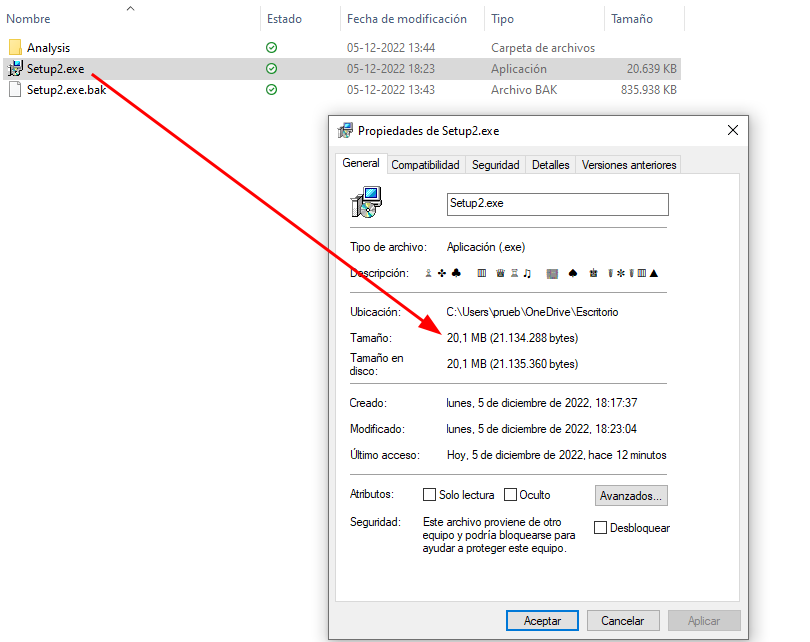 Nombre Estado Fecha de modificación Tipo Tamaño
Analysis 05-12-2022 13:44 Carpeta de archivos
Setup2.exe 05-12-2022 18:23 Aplicación 20.639 KB
Setup2.exe.bak 05-12-2022 13:43 Archivo BAK 835.938 KB
Propiedades de Setup2.exe
General Compatibilidad Seguridad Detalles Versiones anteriores
Setup2.exe
Tipo de archivo: Aplicación (.exe)
Descripción:
Ubicación: C:\Users\prueb\OneDrive\Escritorio
Tamaño: 20,1 MB (21.134.288 bytes)
Tamaño en
disco: 20,1 MB (21.135.360 bytes)
Creado: lunes, 5 de diciembre de 2022, 18:17:37
Modificado: lunes, 5 de diciembre de 2022, 18:23:04
Último acceso: Hoy, 5 de diciembre de 2022, hace 12 minutos
Atributos: Solo lectura Oculto Avanzados...
Seguridad: Este archivo proviene de otro
equipo y podría bloquearse para
ayudar a proteger este equipo.
Desbloquear
Aceptar Cancelar Aplicar